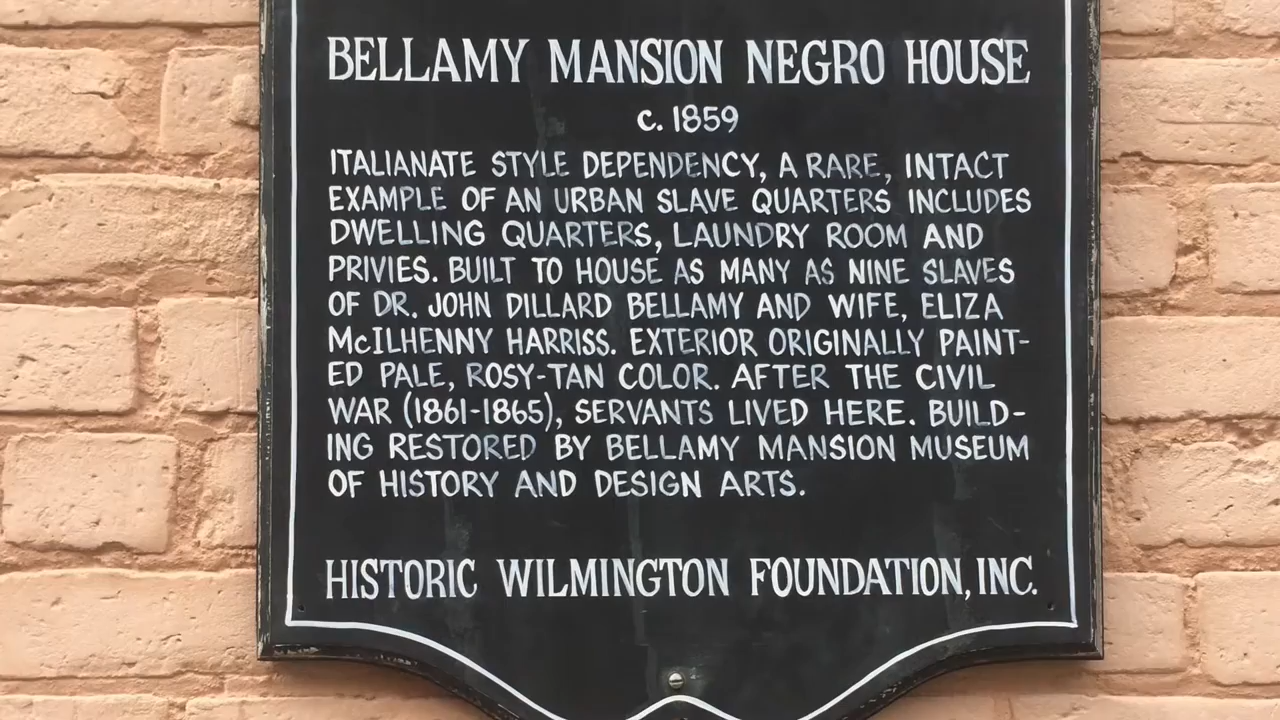 BELLAMY MANSION NEGRO HOUSE
c. 1859
ITALIANATE STYLE DEPENDENCY, A RARE, INTACT
EXAMPLE OF AN URBAN SLAVE QUARTERS INCLUDES
DWELLING QUARTERS, LAUNDRY ROOM AND
PRIVIES. BUILT TO HOUSE AS MANY AS NINE SLAVES
OF DR. JOHN DILLARD BELLAMY AND WIFE, ELIZA
McILHENNY HARRISS. EXTERIOR ORIGINALLY PAINT-
ED PALE, ROSY-TAN COLOR. AFTER THE CIVIL
WAR (1861-1865), SERVANTS LIVED HERE. BUILD-
ING RESTORED BY BELLAMY MANSION MUSEUM
OF HISTORY AND DESIGN ARTS.
HISTORIC WILMINGTON FOUNDATION, INC.